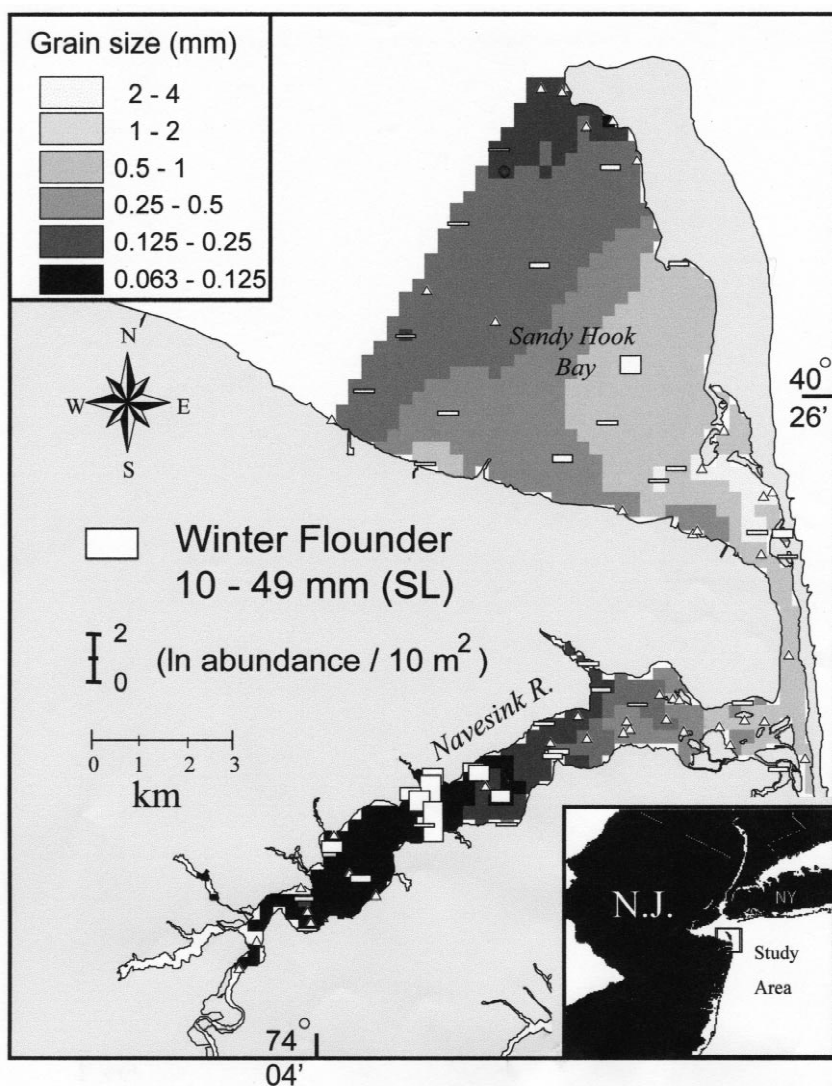 Grain size (mm)
2 - 4
1 - 2
0.5 - 1
0.25 - 0.5
0.125 - 0.25
0.063 - 0.125
N
W E
S
Sandy Hook
Bay
40°
26'
Winter Flounder
10 - 49 mm (SL)
2
0
(ln abundance / 10 m²)
Navesink R.
0 1 2 3
km
N.J.
NY
Study
Area
74°
04'